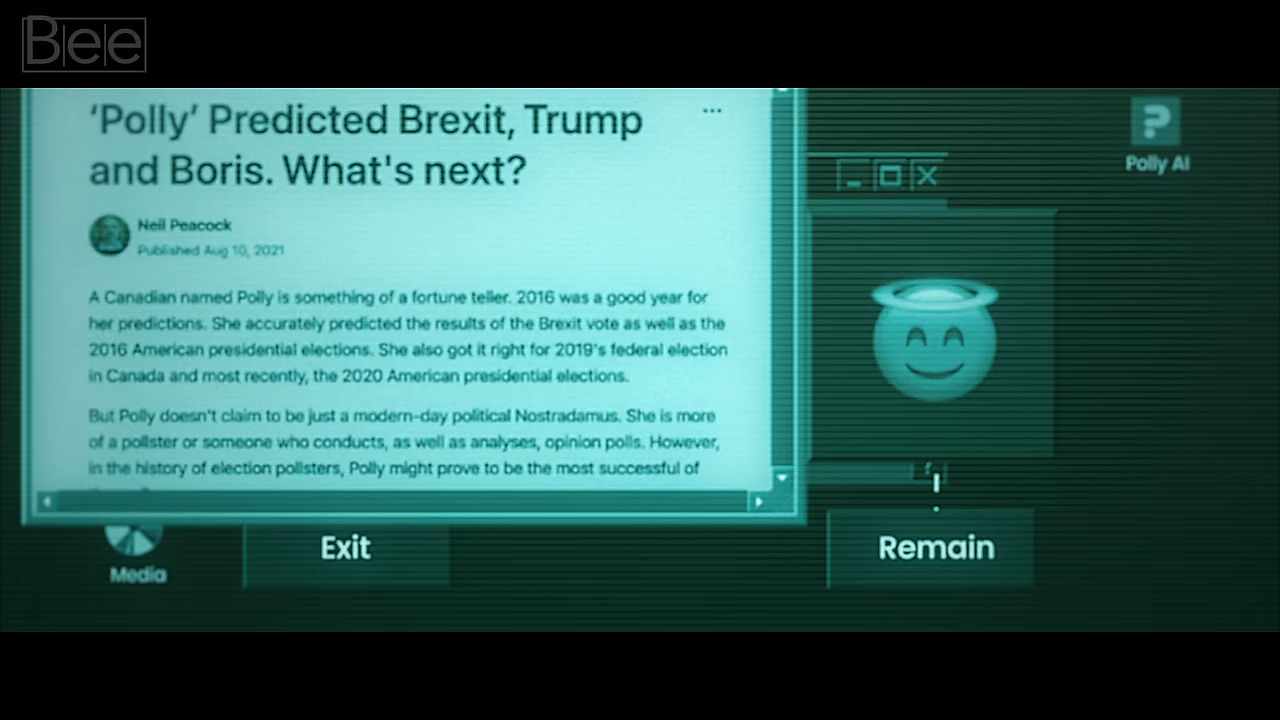 Bee
‘Polly’ Predicted Brexit, Trump
and Boris. What's next?
...
Polly AI
Neil Peacock
Published Aug 10, 2021
A Canadian named Polly is something of a fortune teller. 2016 was a good year for
her predictions. She accurately predicted the results of the Brexit vote as well as the
2016 American presidential elections. She also got it right for 2019's federal election
in Canada and most recently, the 2020 American presidential elections.
But Polly doesn't claim to be just a modern-day political Nostradamus. She is more
of a pollster or someone who conducts, as well as analyses, opinion polls. However,
in the history of election pollsters, Polly might prove to be the most successful of
Exit
Remain
Media